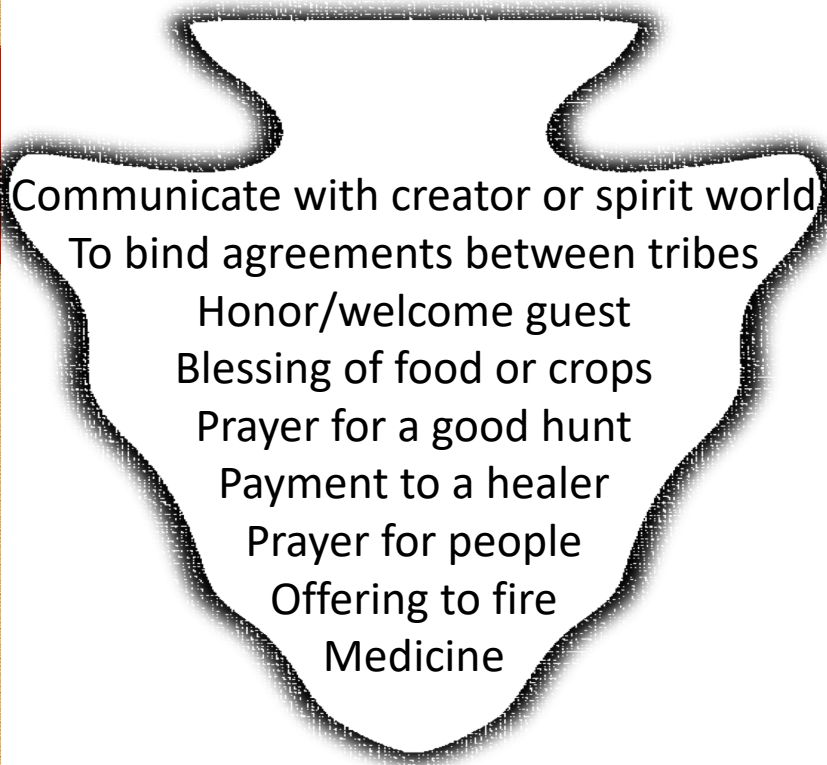 Communicate with creator or spirit world
To bind agreements between tribes
Honor/welcome guest
Blessing of food or crops
Prayer for a good hunt
Payment to a healer
Prayer for people
Offering to fire
Medicine